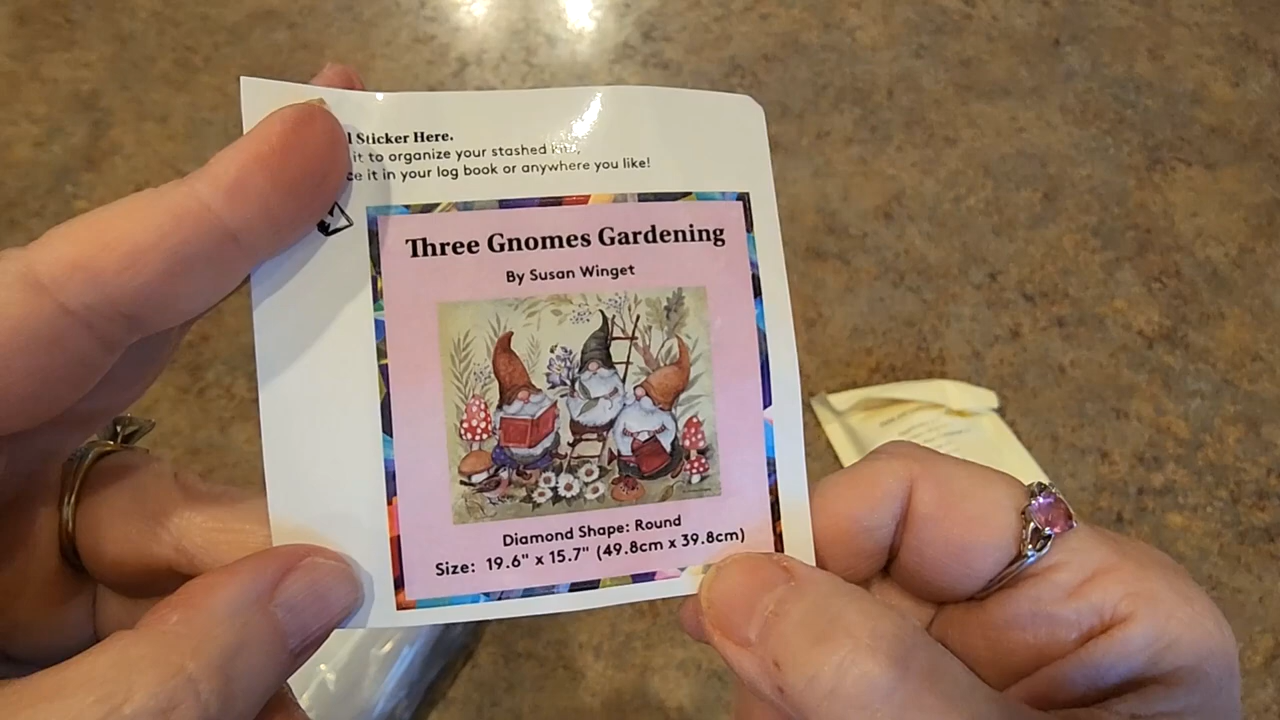 Sticker Here.
it to organize your stashed
it in your log book or anywhere you like!
Three Gnomes Gardening
By Susan Winget
Diamond Shape: Round
Size: 19.6" x 15.7" (49.8cm x 39.8cm)